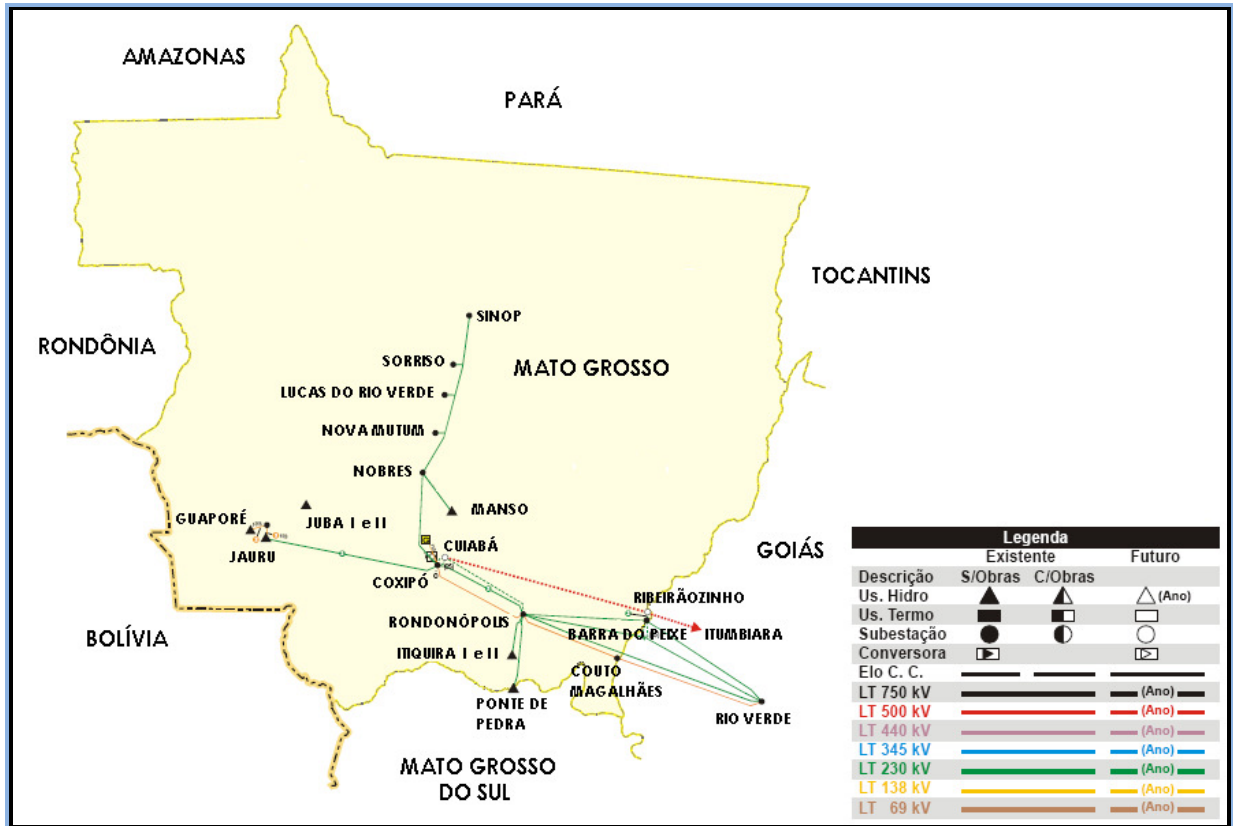 AMAZONAS
PARÁ
TOCANTINS
RONDÔNIA
SINOP
SORRISO
MATO GROSSO
LUCAS DO RIO VERDE
NOVA MUTUM
NOBRES
MANSO
GUAPORÉ
JUBA I e II
JAURU
CUIABÁ
GOIÁS
COXIPÓ
RIBEIRÃOZINHO
RONDONÓPOLIS
BARRA DO PEIXE
ITUMBIARA
BOLÍVIA
ITIQUIRA I e II
COUTO
MAGALHÃES
PONTE DE
PEDRA
RIO VERDE
MATO GROSSO
DO SUL
Legenda
Existente Futuro
Descrição S/Obras C/Obras
Us. Hidro (Ano)
Us. Termo
Subestação
Conversora
Elo C. C.
LT 750 kV (Ano)
LT 500 kV (Ano)
LT 440 kV (Ano)
LT 345 kV (Ano)
LT 230 kV (Ano)
LT 138 kV (Ano)
LT 69 kV (Ano)